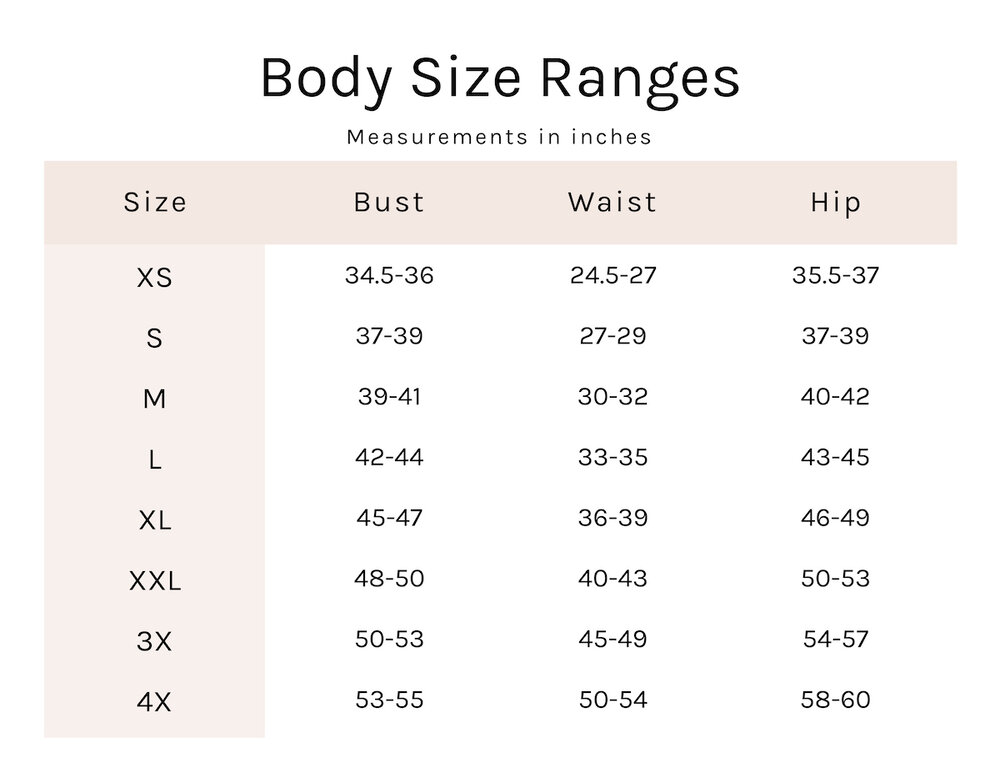 Body Size Ranges
Measurements in inches
Size Bust Waist Hip
XS 34.5-36 24.5-27 35.5-37
S 37-39 27-29 37-39
M 39-41 30-32 40-42
L 42-44 33-35 43-45
XL 45-47 36-39 46-49
XXL 48-50 40-43 50-53
3X 50-53 45-49 54-57
4X 53-55 50-54 58-60